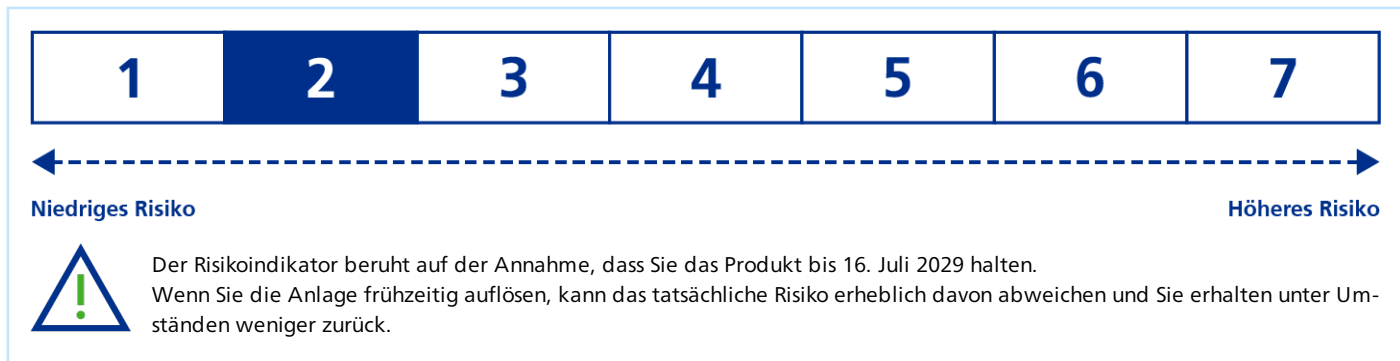 1 2 3 4 5 6 7
Niedriges Risiko Höheres Risiko
Der Risikoindikator beruht auf der Annahme, dass Sie das Produkt bis 16. Juli 2029 halten.
Wenn Sie die Anlage frühzeitig auflösen, kann das tatsächliche Risiko erheblich davon abweichen und Sie erhalten unter Um-
ständen weniger zurück.